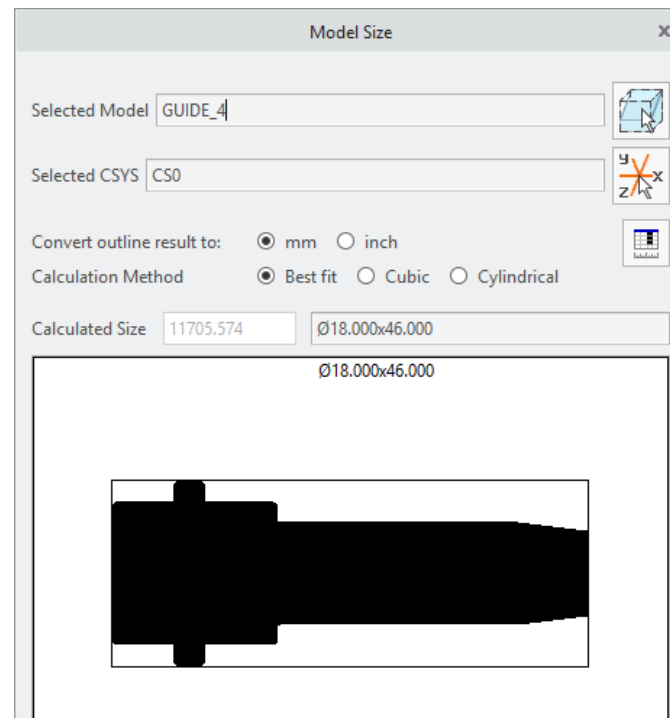 Model Size x
Selected Model GUIDE_4
Selected CSYS CS0
y x z
Convert outline result to: mm inch
Calculation Method Best fit Cubic Cylindrical
Calculated Size 11705.574 Ø18.000x46.000
Ø18.000x46.000